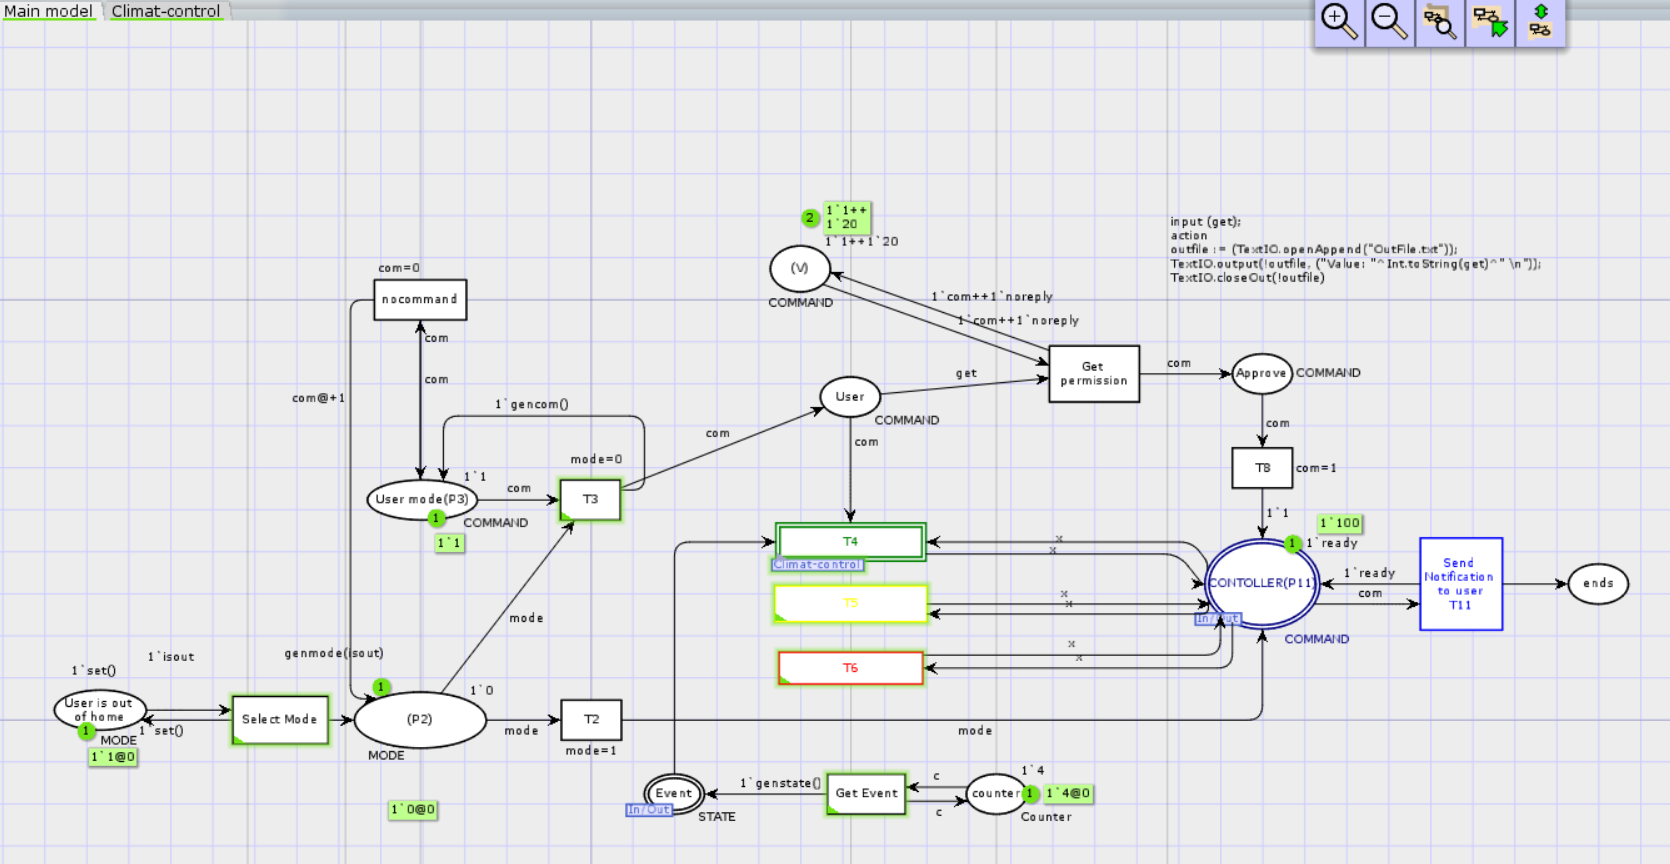 Main model
Climat-control
1`1++
1`20
2
1`1++1`20
(V)
COMMAND
input (get);
action
outfile := (TextIO.openAppend("OutFile.txt"));
TextIO.output(!outfile, ("Value: "^Int.toString(get)^" \n"));
TextIO.closeOut(!outfile)
com=0
nocommand
com
com
com@+1
1`com++1`noreply
1`com++1`noreply
Get
permission
com
Approve
COMMAND
get
User
COMMAND
com
com
1`gencom()
com
mode=0
1`1
User mode(P3)
com
T3
1
COMMAND
1`1
T8
com=1
1`1
1`100
1
1`ready
T4
Climat-control
x
x
CONTOLLER(P11)
In/Out
COMMAND
Send
Notification
to user
T11
1`ready
com
ends
T5
x
x
T6
x
x
mode
genmode(isout)
1`isout
1`set()
User is out
of home
1
MODE
1`set()
1`1@0
Select Mode
1
1`0
(P2)
MODE
mode
T2
mode=1
mode
1`0@0
Event
In/Out
STATE
1`genstate()
Get Event
c
c
1`4
counter
1
1`4@0
Counter